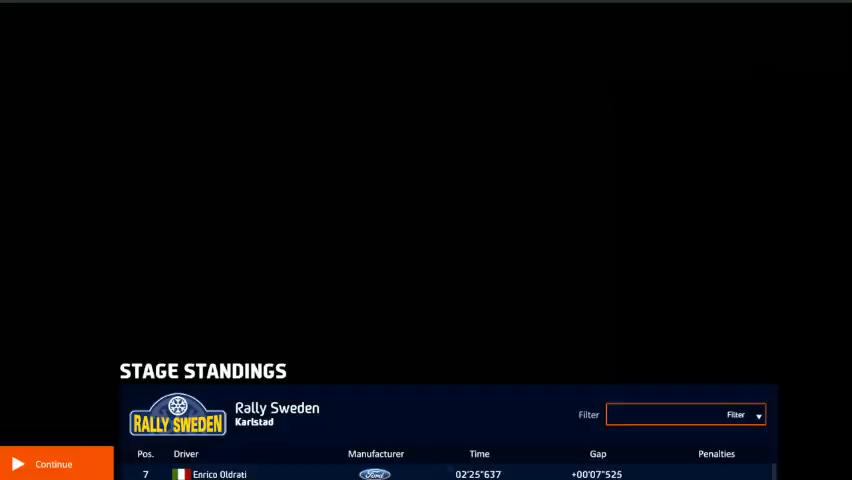 STAGE STANDINGS
RALLY SWEDEN
Rally Sweden
Karlstad
Filter
Filter
Pos. Driver Manufacturer Time Gap Penalties
7 Enrico Oldrati Ford 02'25"637 +00'07"525
Continue